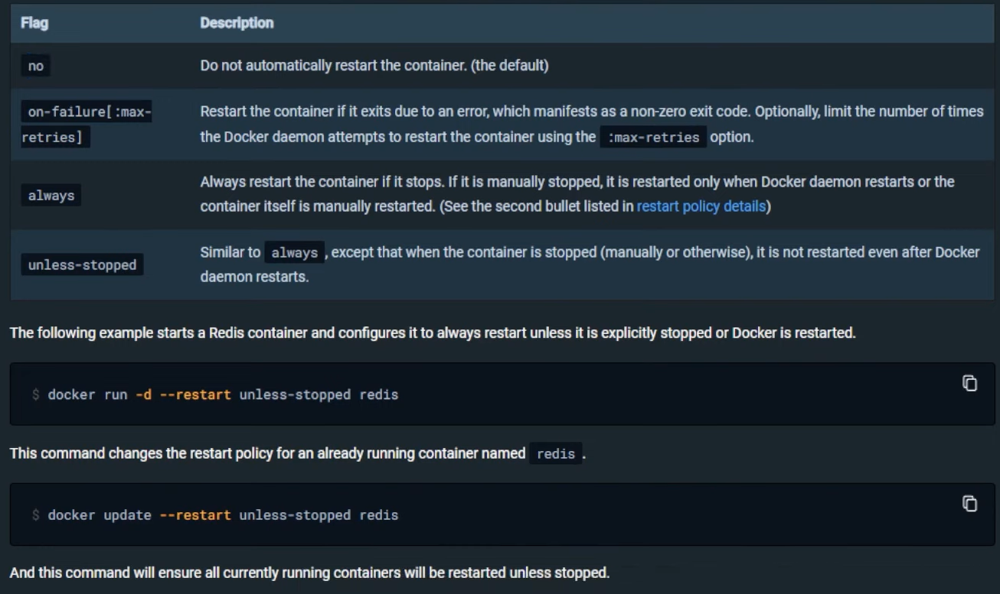 Flag Description
no Do not automatically restart the container. (the default)
on-failure[:max-retries] Restart the container if it exits due to an error, which manifests as a non-zero exit code. Optionally, limit the number of times
the Docker daemon attempts to restart the container using the :max-retries option.
always Always restart the container if it stops. If it is manually stopped, it is restarted only when Docker daemon restarts or the
container itself is manually restarted. (See the second bullet listed in restart policy details)
unless-stopped Similar to always, except that when the container is stopped (manually or otherwise), it is not restarted even after Docker
daemon restarts.
The following example starts a Redis container and configures it to always restart unless it is explicitly stopped or Docker is restarted.
$ docker run -d --restart unless-stopped redis
This command changes the restart policy for an already running container named redis.
$ docker update --restart unless-stopped redis
And this command will ensure all currently running containers will be restarted unless stopped.